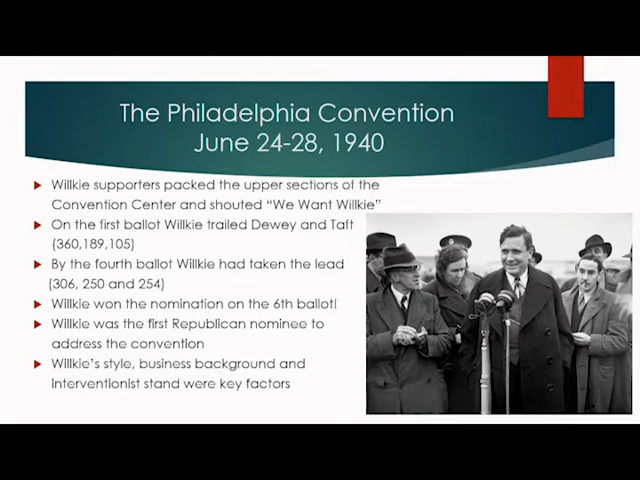 The Philadelphia Convention
June 24-28, 1940
Willkie supporters packed the upper sections of the
Convention Center and shouted “We Want Willkie”
On the first ballot Willkie trailed Dewey and Taft
(360,189,105)
By the fourth ballot Willkie had taken the lead
(306, 250 and 254)
Willkie won the nomination on the 6th ballot!
Willkie was the first Republican nominee to
address the convention
Willkie’s style, business background and
interventionist stand were key factors